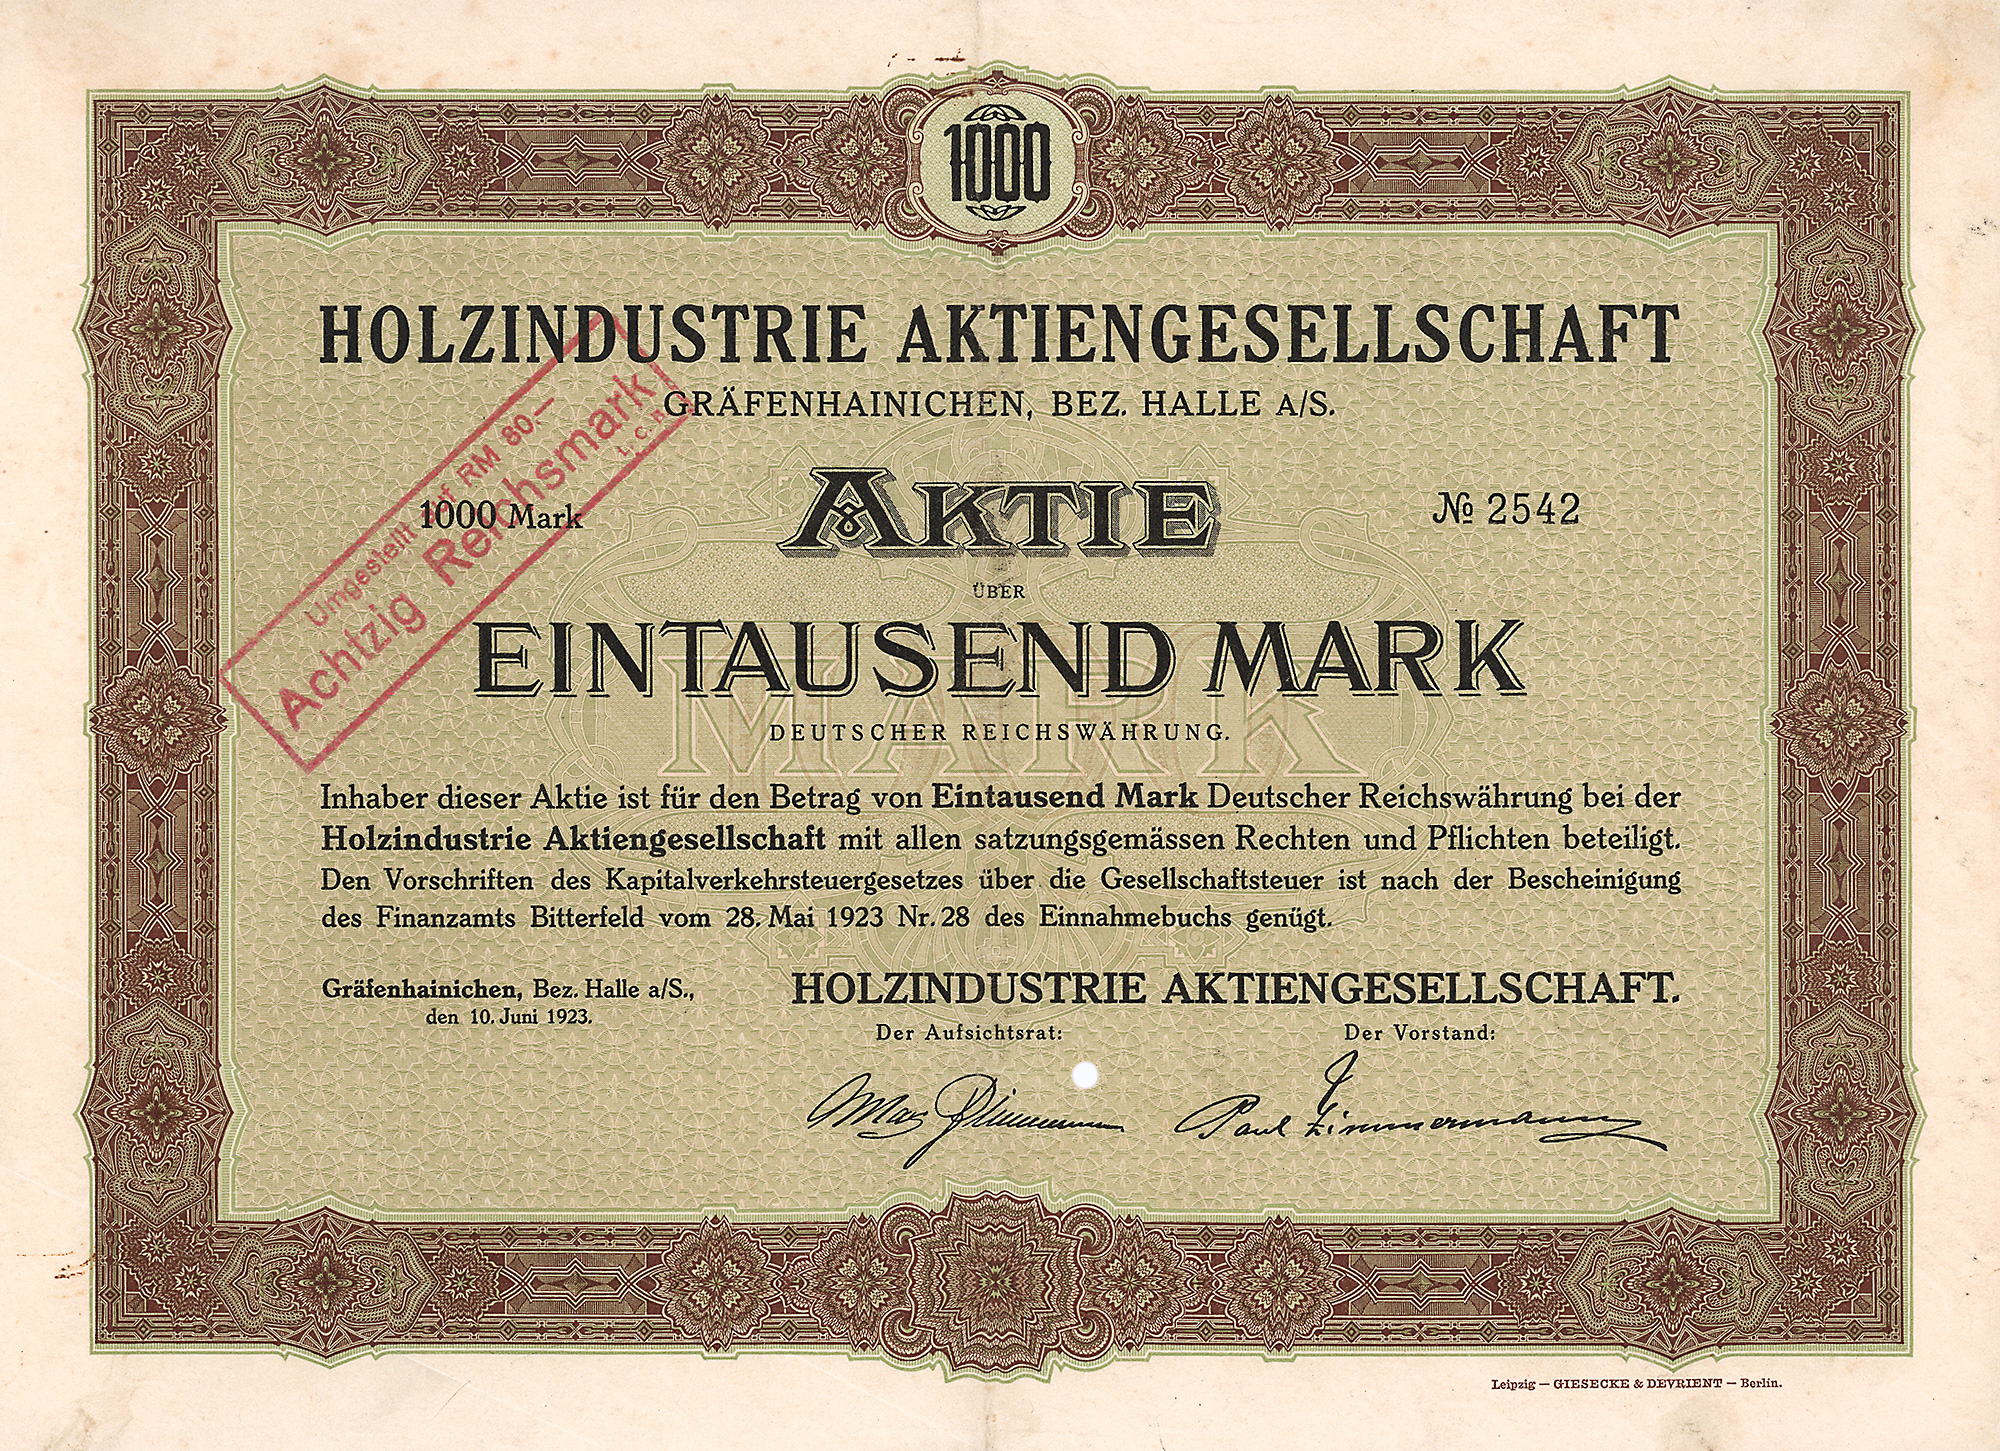 1000
HOLZINDUSTRIE AKTIENGESELLSCHAFT
GRÄFENHAINICHEN, BEZ. HALLE A/S.
Umgestellt auf RM 80.–
Achtzig Reichsmark
1000 Mark
AKTIE
№ 2542
ÜBER
EINTAUSEND MARK
MARK
DEUTSCHER REICHSWÄHRUNG.
Inhaber dieser Aktie ist für den Betrag von Eintausend Mark Deutscher Reichswährung bei der
Holzindustrie Aktiengesellschaft mit allen satzungsgemässen Rechten und Pflichten beteiligt.
Den Vorschriften des Kapitalverkehrsteuergesetzes über die Gesellschaftsteuer ist nach der Bescheinigung
des Finanzamts Bitterfeld vom 28. Mai 1923 Nr. 28 des Einnahmebuchs genügt.
Gräfenhainichen, Bez. Halle a/S.,
den 10. Juni 1923.
HOLZINDUSTRIE AKTIENGESELLSCHAFT.
Der Aufsichtsrat:
Der Vorstand:
Max
Paul Zimmermann
Leipzig — GIESECKE & DEVRIENT — Berlin.